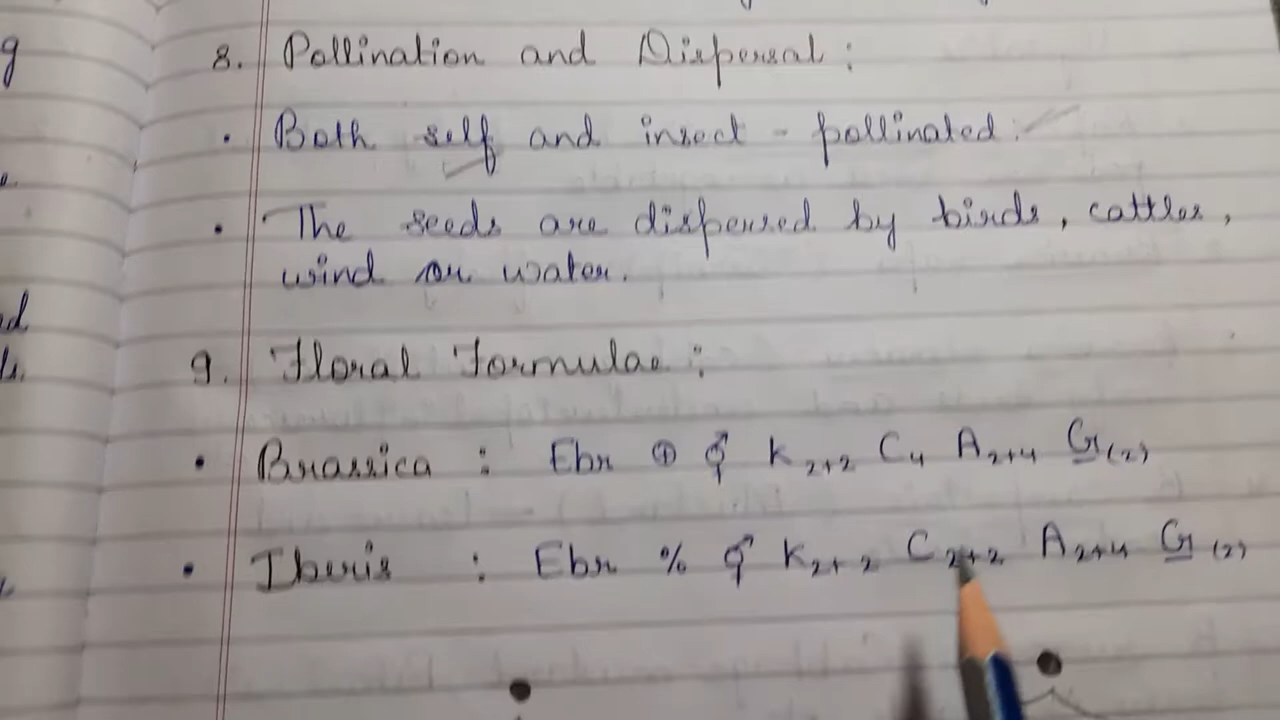 8. Pollination and Dispersal :
• Both self and insect - pollinated.
• The seeds are dispersed by birds, cattles,
wind or water.
9. Floral Formulae :
• Brassica : Ebr ⊕ ⚥ K2+2 C4 A2+4 G(2)
• Iberis : Ebr % ⚥ K2+2 C2+2 A2+4 G(2)